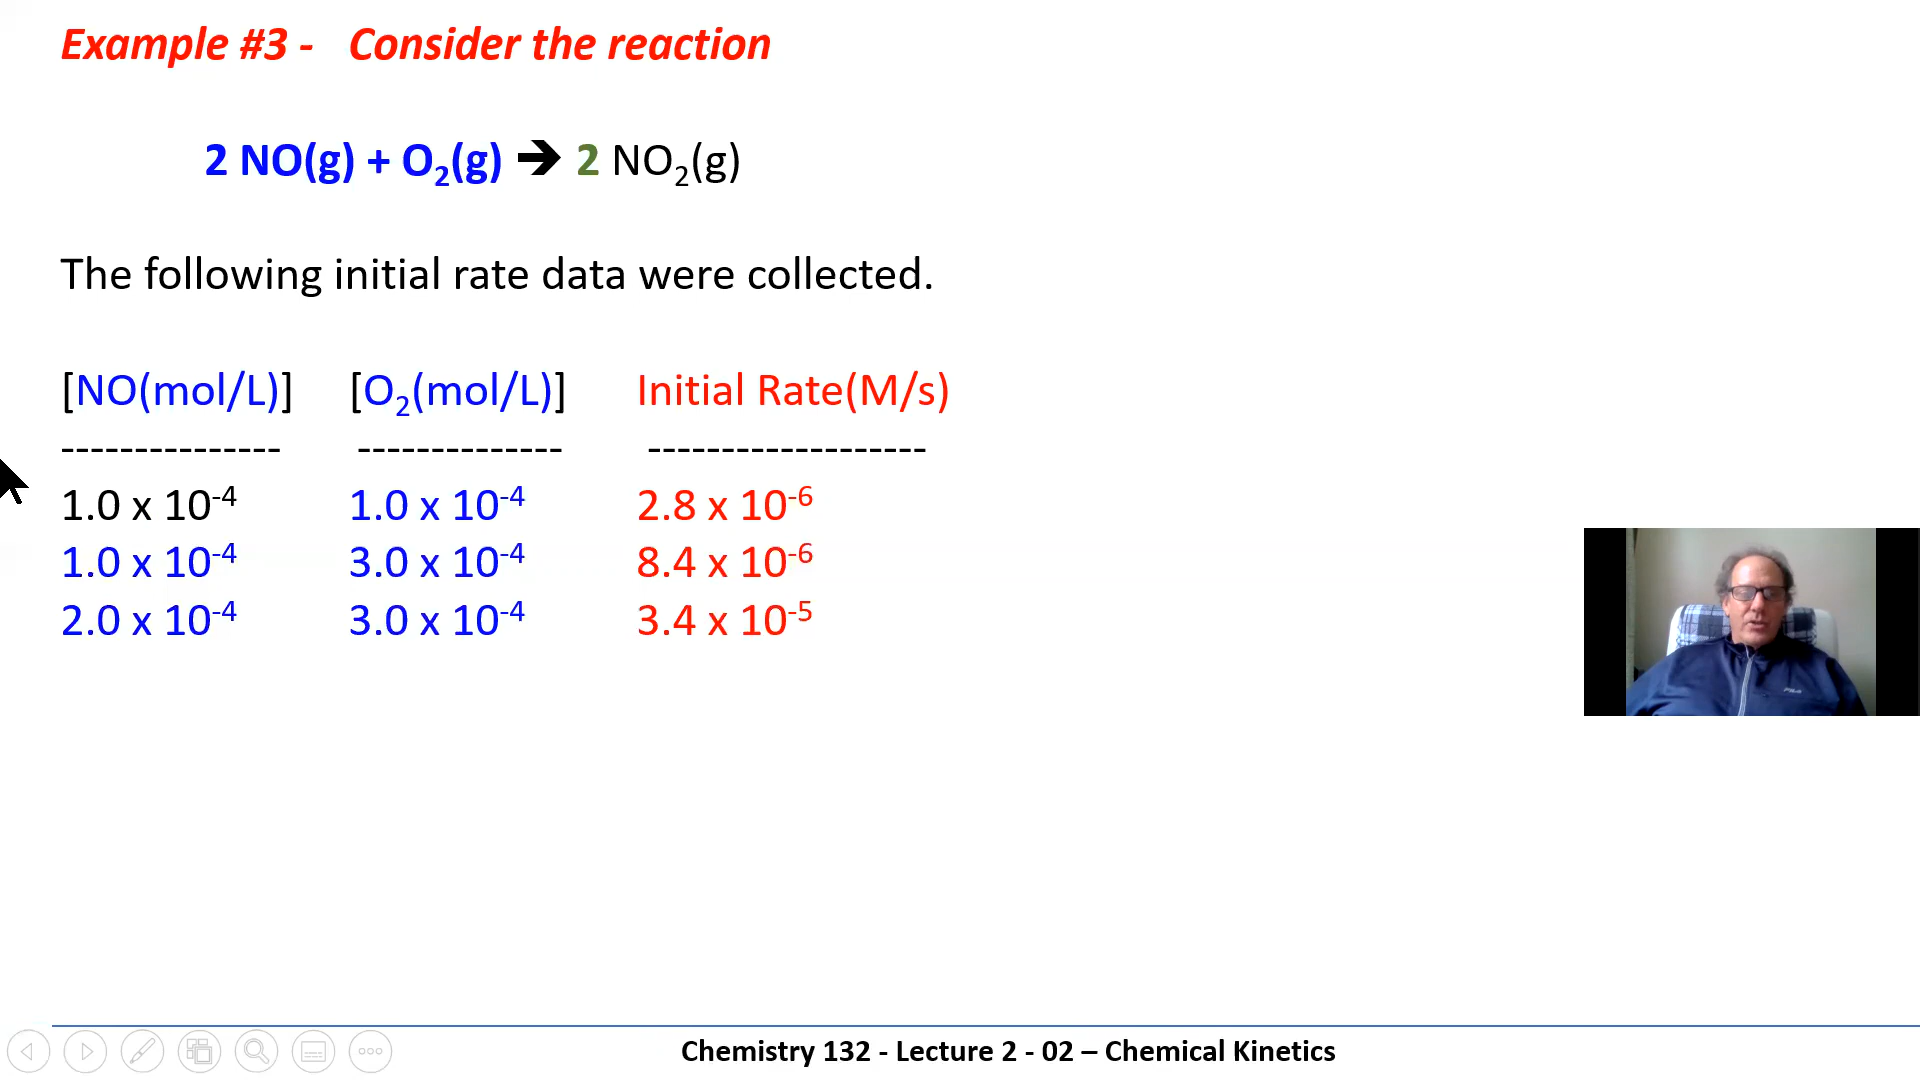 Example #3 - Consider the reaction
2 NO(g) + O₂(g) ➔ 2 NO₂(g)
The following initial rate data were collected.
[NO(mol/L)] [O₂(mol/L)] Initial Rate(M/s)
--------------- -------------- -------------------
1.0 x 10⁻⁴ 1.0 x 10⁻⁴ 2.8 x 10⁻⁶
1.0 x 10⁻⁴ 3.0 x 10⁻⁴ 8.4 x 10⁻⁶
2.0 x 10⁻⁴ 3.0 x 10⁻⁴ 3.4 x 10⁻⁵
FILA
Chemistry 132 - Lecture 2 - 02 – Chemical Kinetics